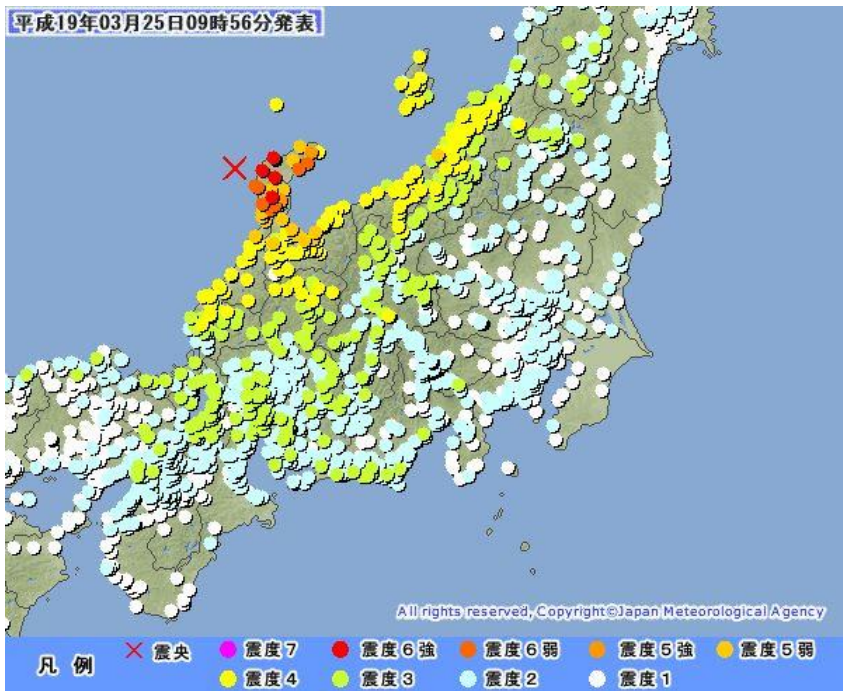 平成19年03月25日09時56分発表
All rights reserved, Copyright©Japan Meteorological Agency
凡 例
震央 震度7 震度6強 震度6弱 震度5強 震度5弱
震度4 震度3 震度2 震度1